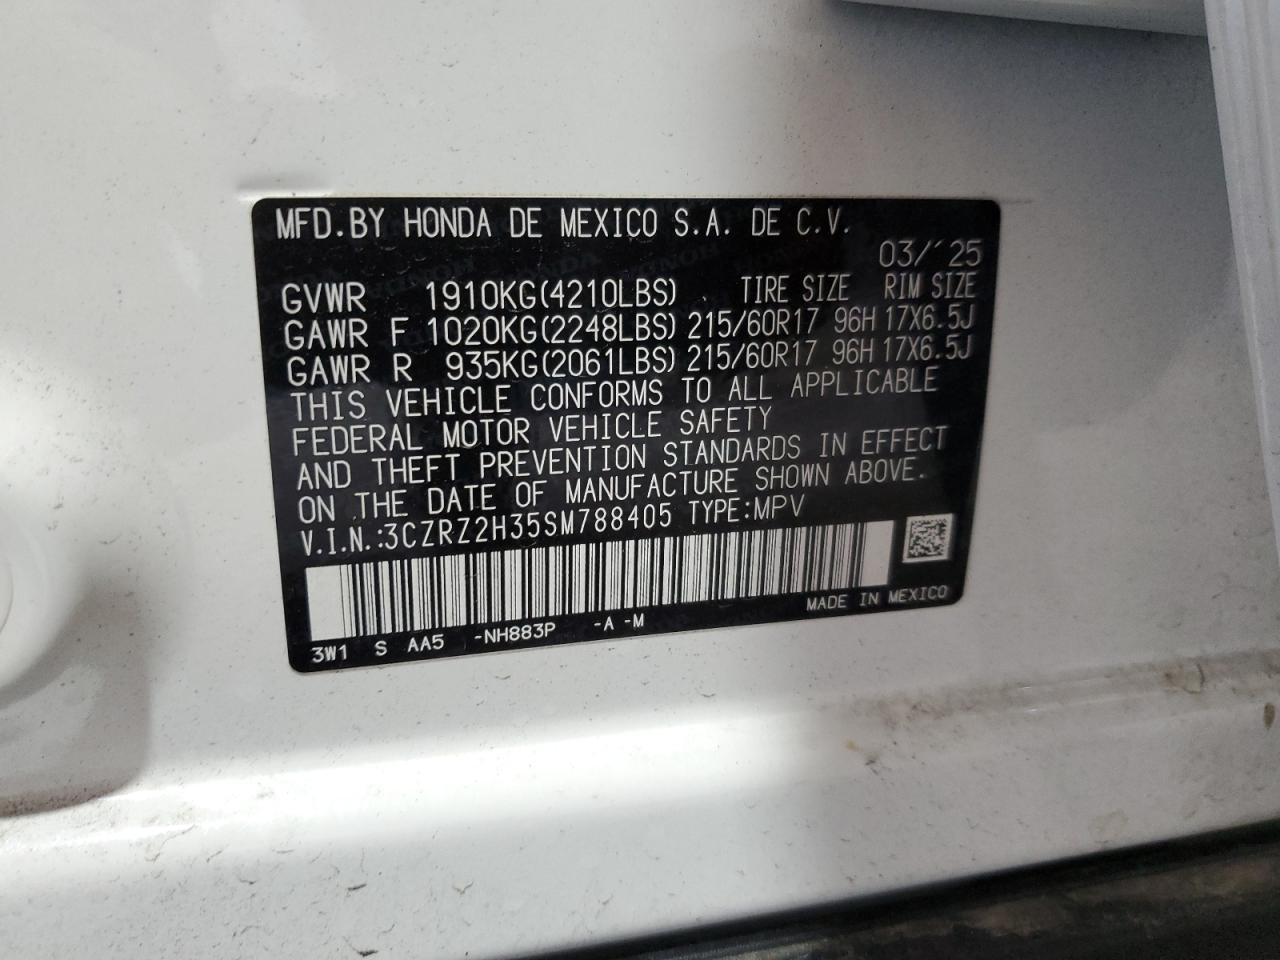 MFD.BY HONDA DE MEXICO S.A. DE C.V.
03/'25
GVWR 1910KG(4210LBS) TIRE SIZE RIM SIZE
GAWR F 1020KG(2248LBS) 215/60R17 96H 17X6.5J
GAWR R 935KG(2061LBS) 215/60R17 96H 17X6.5J
THIS VEHICLE CONFORMS TO ALL APPLICABLE
FEDERAL MOTOR VEHICLE SAFETY
AND THEFT PREVENTION STANDARDS IN EFFECT
ON THE DATE OF MANUFACTURE SHOWN ABOVE.
V.I.N.:3CZRZ2H35SM788405 TYPE:MPV
MADE IN MEXICO
3W1 S AA5 -NH883P -A -M